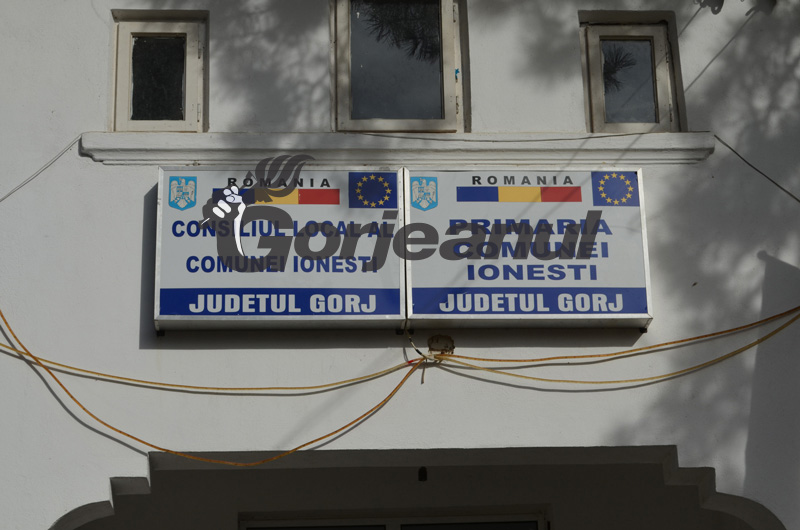 ROMANIA
CONSILIUL LOCAL AL
COMUNEI IONESTI
JUDETUL GORJ
ROMANIA
PRIMARIA
COMUNEI
IONESTI
JUDETUL GORJ
Gorjeanul